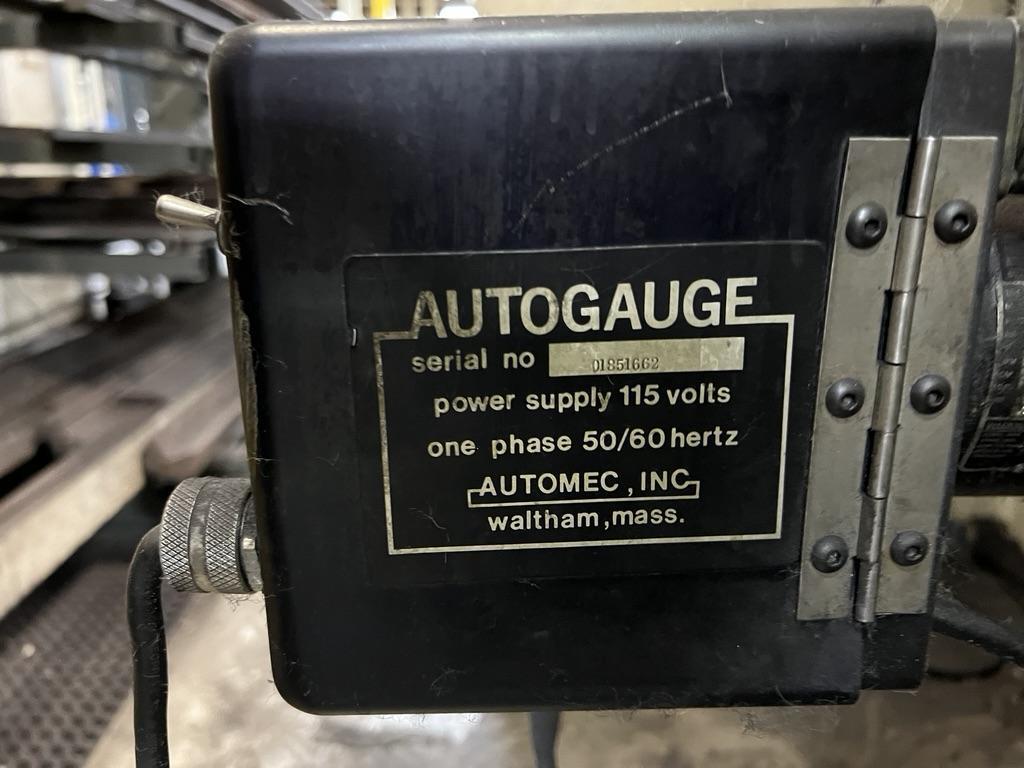 AUTOGAUGE
serial no 01851662
power supply 115 volts
one phase 50/60 hertz
AUTOMEC, INC
waltham, mass.